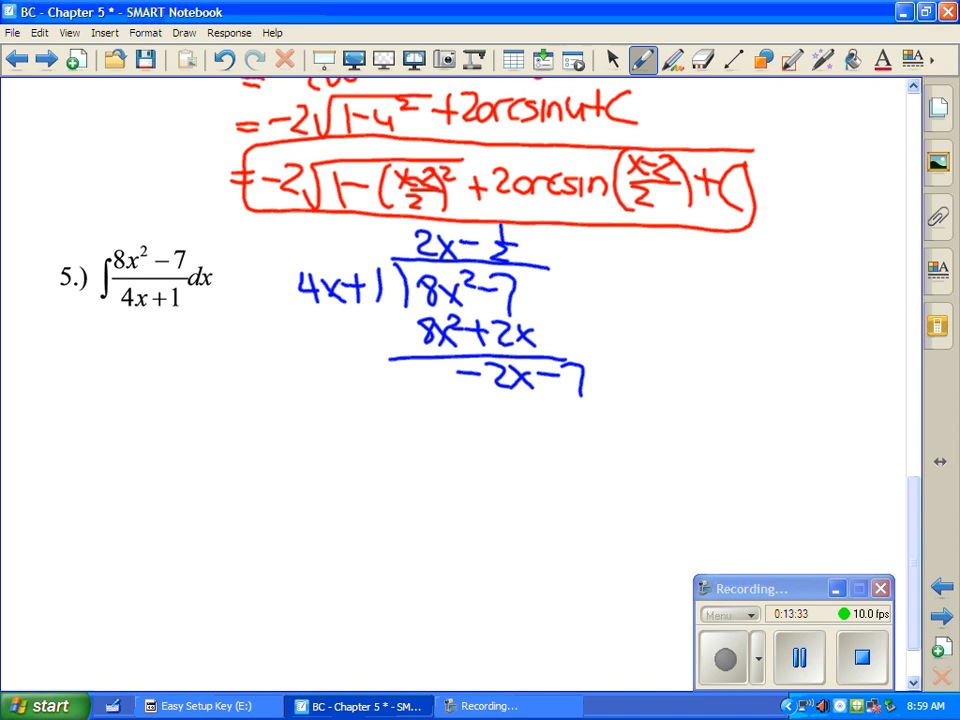 BC - Chapter 5 * - SMART Notebook
File Edit View Insert Format Draw Response Help
= -2√(1-u²) + 2arcsin u + C
= -2√(1-((x-2)/2)²) + 2arcsin((x-2)/2) + C
2x - 1/2
5.) ∫ (8x² - 7)/(4x + 1) dx
4x+1 ) 8x² - 7
8x² + 2x
-2x - 7
Recording...
Menu 0:13:33 10.0 fps
start Easy Setup Key (E:) BC - Chapter 5 * - SM... Recording... 8:59 AM